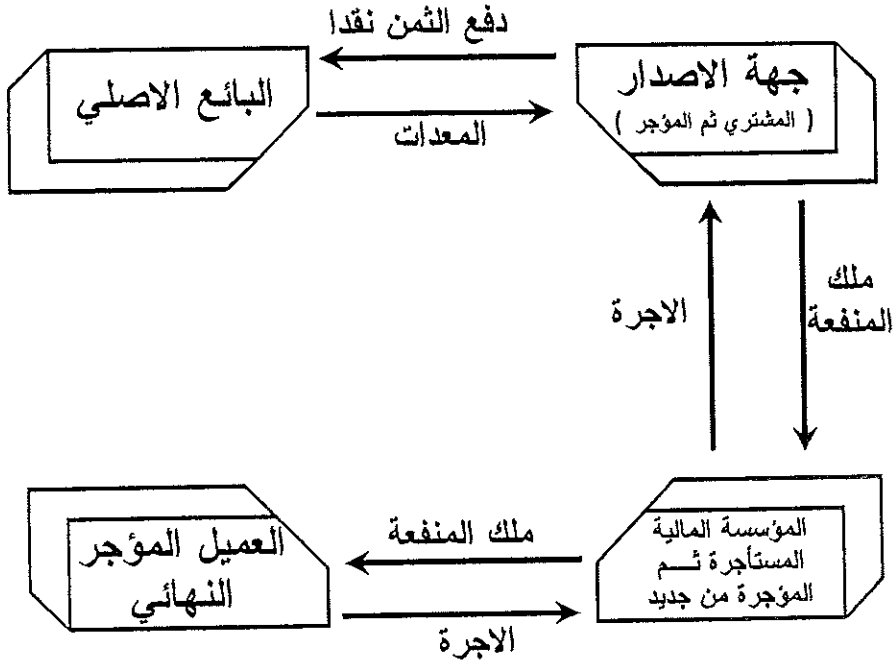 دفع الثمن نقدا
جهة الاصدار
( المشتري ثم المؤجر )
البائع الاصلي
المعدات
ملك
المنفعة
الاجرة
المؤسسة المالية
المستأجرة ثــم
المؤجرة من جديد
ملك المنفعة
العميل المؤجر
النهائي
الاجرة